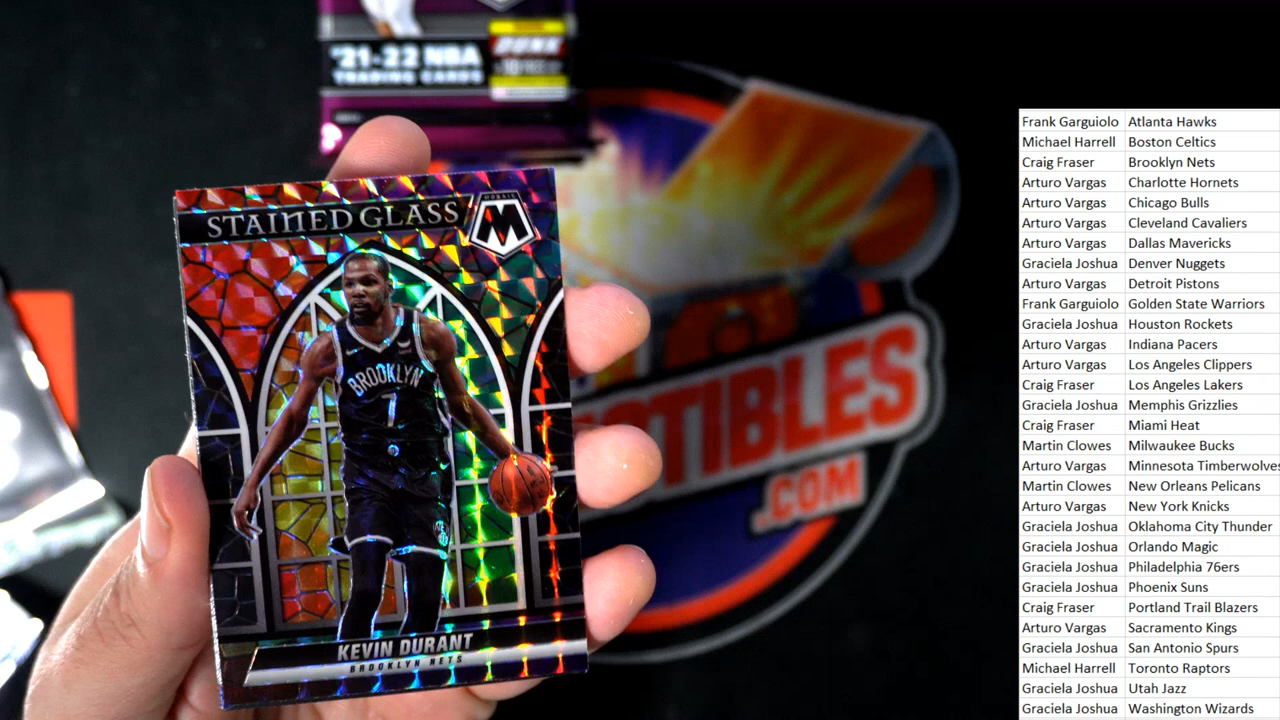 '21-22 NBA
TRADING CARDS
STAINED GLASS
MOSAIC
M
BROOKLYN
7
KEVIN DURANT
BROOKLYN NETS
TIBLES
.COM
Frank Garguiolo Atlanta Hawks
Michael Harrell Boston Celtics
Craig Fraser Brooklyn Nets
Arturo Vargas Charlotte Hornets
Arturo Vargas Chicago Bulls
Arturo Vargas Cleveland Cavaliers
Arturo Vargas Dallas Mavericks
Graciela Joshua Denver Nuggets
Arturo Vargas Detroit Pistons
Frank Garguiolo Golden State Warriors
Graciela Joshua Houston Rockets
Arturo Vargas Indiana Pacers
Arturo Vargas Los Angeles Clippers
Craig Fraser Los Angeles Lakers
Graciela Joshua Memphis Grizzlies
Craig Fraser Miami Heat
Martin Clowes Milwaukee Bucks
Arturo Vargas Minnesota Timberwolves
Martin Clowes New Orleans Pelicans
Arturo Vargas New York Knicks
Graciela Joshua Oklahoma City Thunder
Graciela Joshua Orlando Magic
Graciela Joshua Philadelphia 76ers
Graciela Joshua Phoenix Suns
Craig Fraser Portland Trail Blazers
Arturo Vargas Sacramento Kings
Graciela Joshua San Antonio Spurs
Michael Harrell Toronto Raptors
Graciela Joshua Utah Jazz
Graciela Joshua Washington Wizards